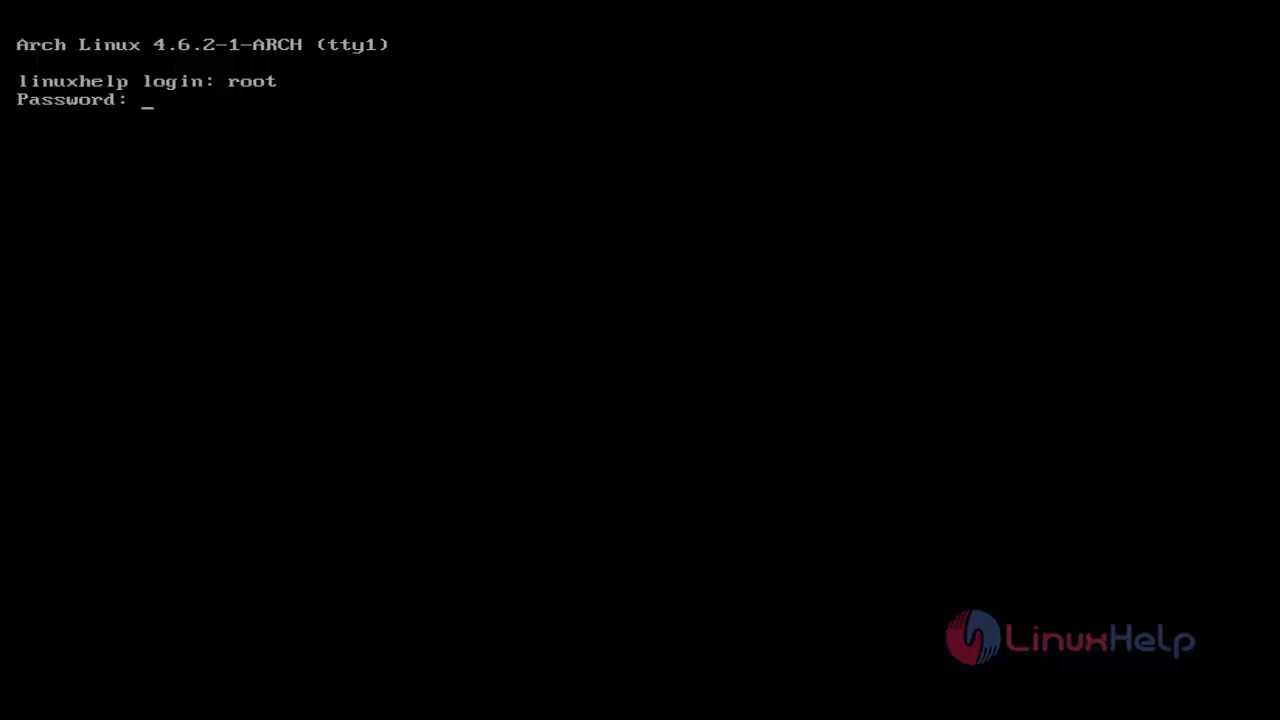 Arch Linux 4.6.2-1-ARCH (tty1)
linuxhelp login: root
Password: _
LinuxHelp